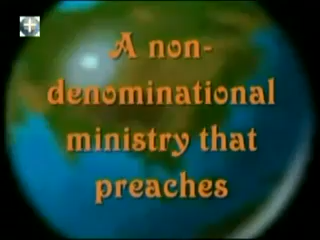 A non-
denominational
ministry that
preaches